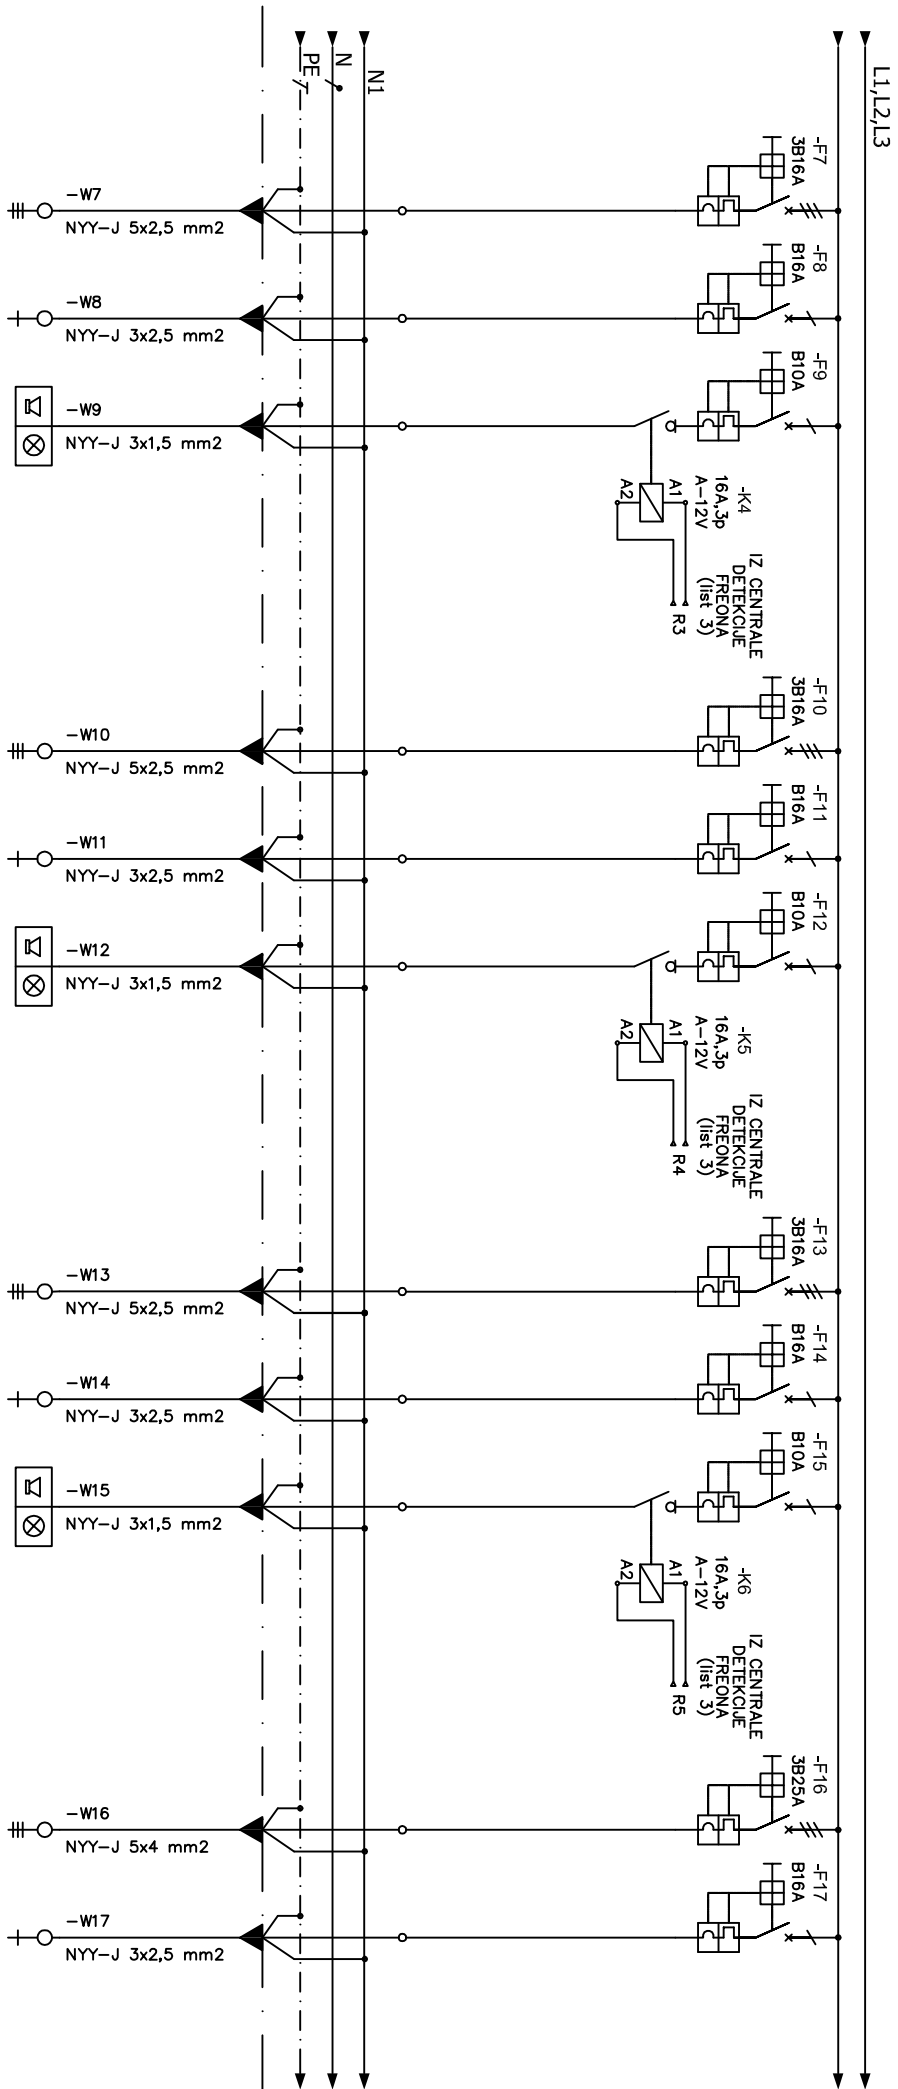 L1,L2,L3
N1
N
PE
-F7
3B16A
-W7
NYY-J 5x2,5 mm2
-F8
B16A
-W8
NYY-J 3x2,5 mm2
-F9
B10A
-K4
16A,3p
A-12V
A1
A2
IZ CENTRALE
DETEKCIJE
FREONA
(list 3)
R3
-W9
NYY-J 3x1,5 mm2
-F10
3B16A
-W10
NYY-J 5x2,5 mm2
-F11
B16A
-W11
NYY-J 3x2,5 mm2
-F12
B10A
-K5
16A,3p
A-12V
A1
A2
IZ CENTRALE
DETEKCIJE
FREONA
(list 3)
R4
-W12
NYY-J 3x1,5 mm2
-F13
3B16A
-W13
NYY-J 5x2,5 mm2
-F14
B16A
-W14
NYY-J 3x2,5 mm2
-F15
B10A
-K6
16A,3p
A-12V
A1
A2
IZ CENTRALE
DETEKCIJE
FREONA
(list 3)
R5
-W15
NYY-J 3x1,5 mm2
-F16
3B25A
-W16
NYY-J 5x4 mm2
-F17
B16A
-W17
NYY-J 3x2,5 mm2